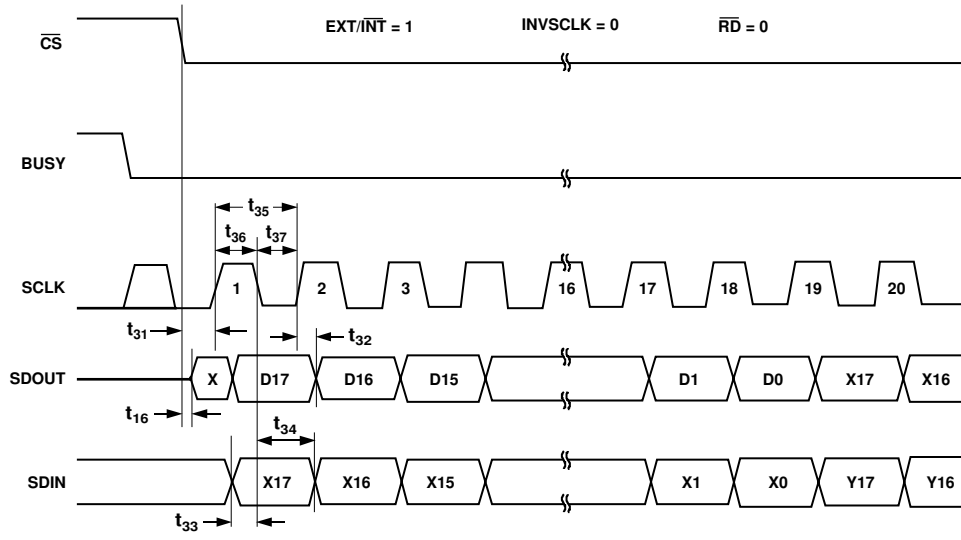 EXT/INT = 1 INVSCLK = 0 RD = 0
CS
BUSY
t35
t36 t37
SCLK 1 2 3 16 17 18 19 20
t31 t32
SDOUT X D17 D16 D15 D1 D0 X17 X16
t16 t34
SDIN X17 X16 X15 X1 X0 Y17 Y16
t33